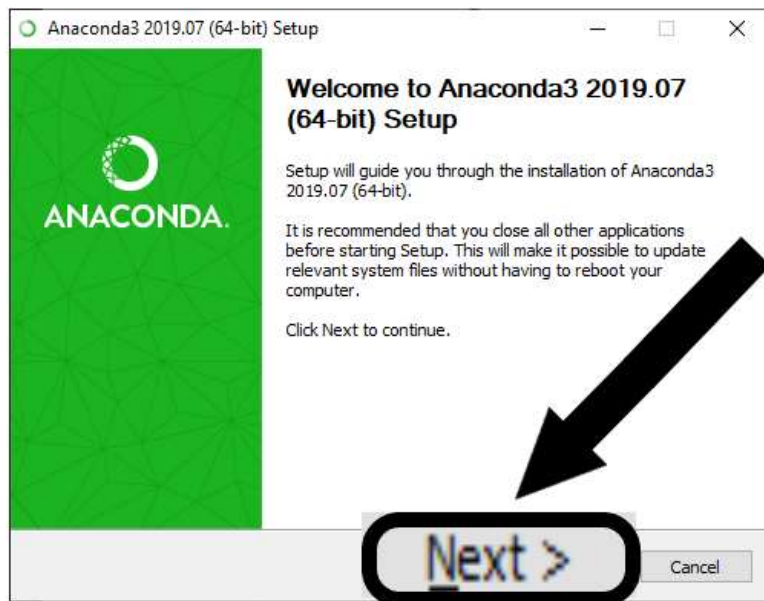 Anaconda3 2019.07 (64-bit) Setup
Welcome to Anaconda3 2019.07
(64-bit) Setup
Setup will guide you through the installation of Anaconda3
2019.07 (64-bit).
It is recommended that you close all other applications
before starting Setup. This will make it possible to update
relevant system files without having to reboot your
computer.
Click Next to continue.
ANACONDA.
Next >
Cancel